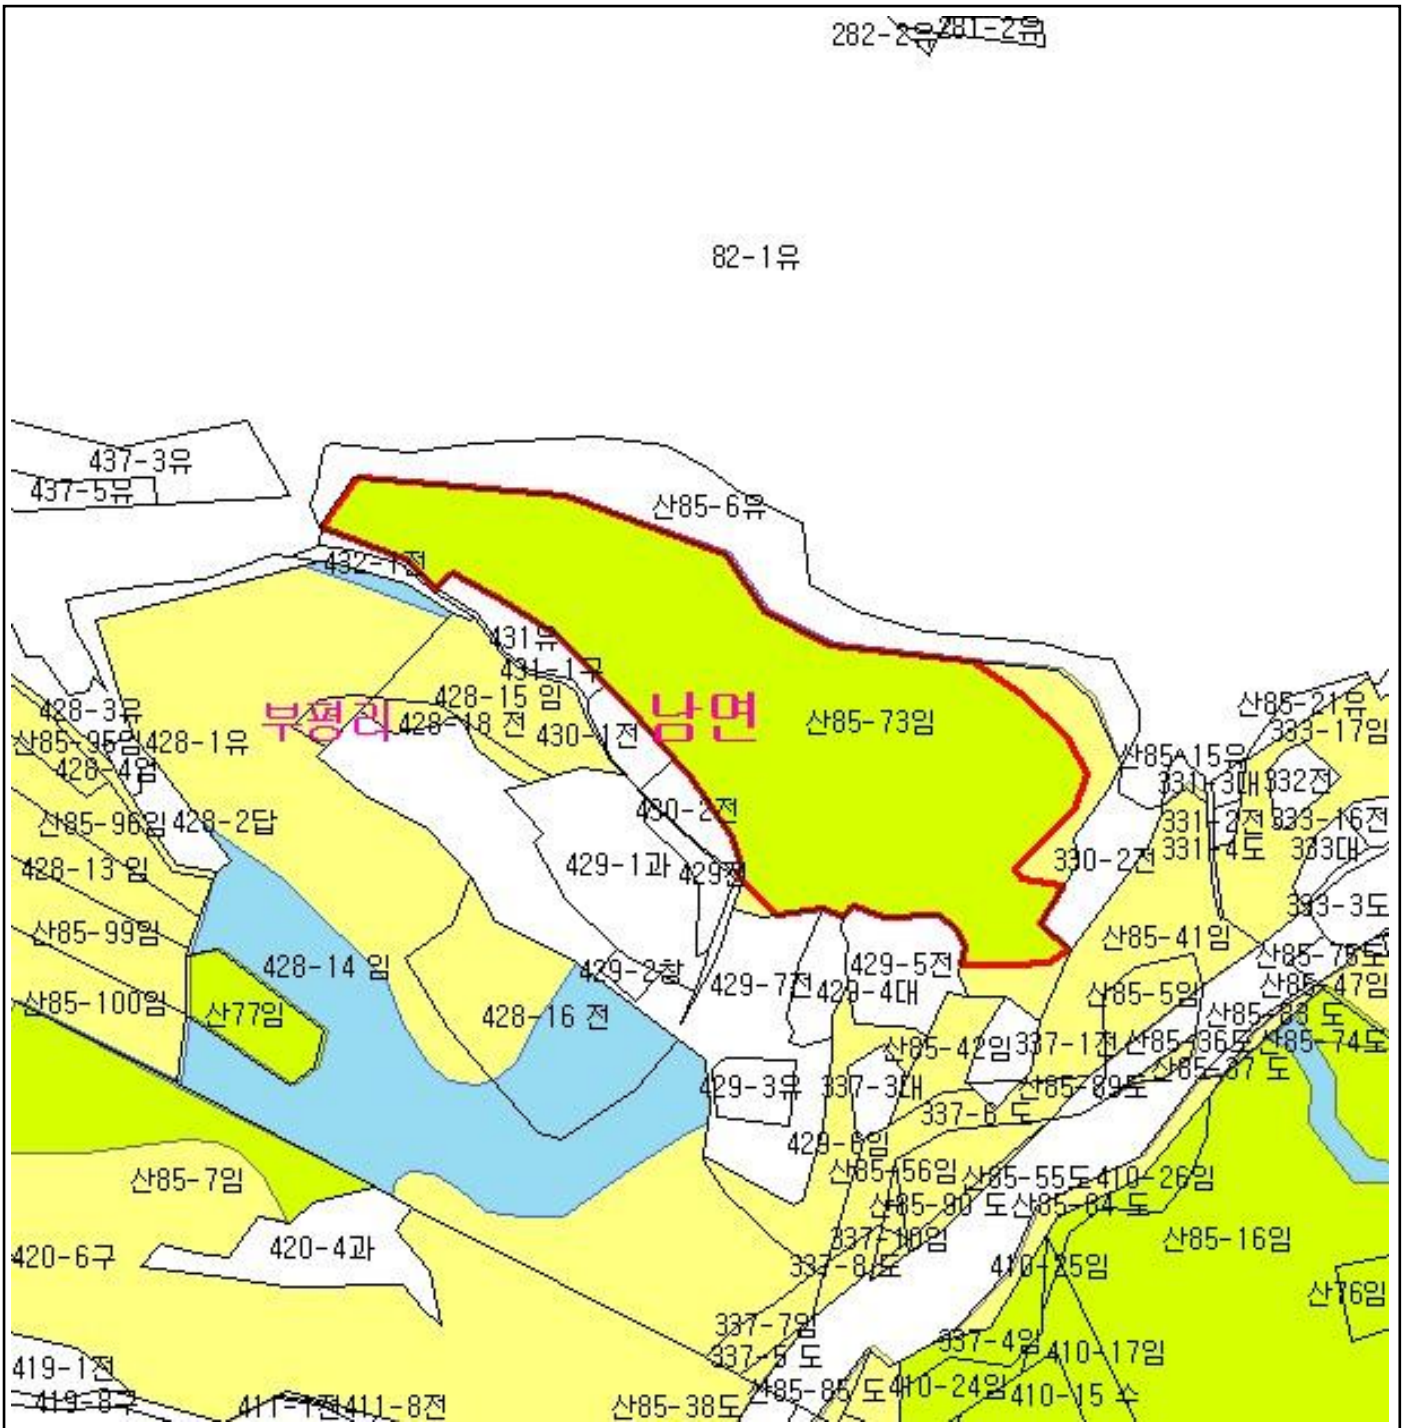 282-2유
281-2유
82-1유
437-3유
437-5유
산85-6유
432-1전
431유
431-1구
428-15 임
428-18 전
430-1전
부평리
남면
산85-73임
428-3유
산85-95임
428-1유
428-4염
산85-96임
428-2답
428-13 임
산85-99임
산85-100임
428-14 임
산77임
430-2전
429-1과
429전
429-2창
428-16 전
429-7전
429-5전
429-4대
산85-21유
333-17임
산85-15유
331-3대
332전
331-2전
333-16전
331-4도
333대
330-2전
333-3도
산85-41임
산85-75도
산85-47임
산85-5임
산85-83 도
산85-42임
337-1전
산85-36도
산85-74도
산85-37 도
429-3유
337-3대
산85-89도
337-6 도
429-6임
산85-56임
산85-55도
410-26임
산85-90 도
산85-84 도
산85-7임
420-6구
420-4과
337-10임
산85-16임
337-8 도
410-25임
산76임
337-7임
337-4임
337-5 도
410-17임
419-1전
산85-85 도
410-24임
410-15 수
419-8구
411-1전
411-8전
산85-38도